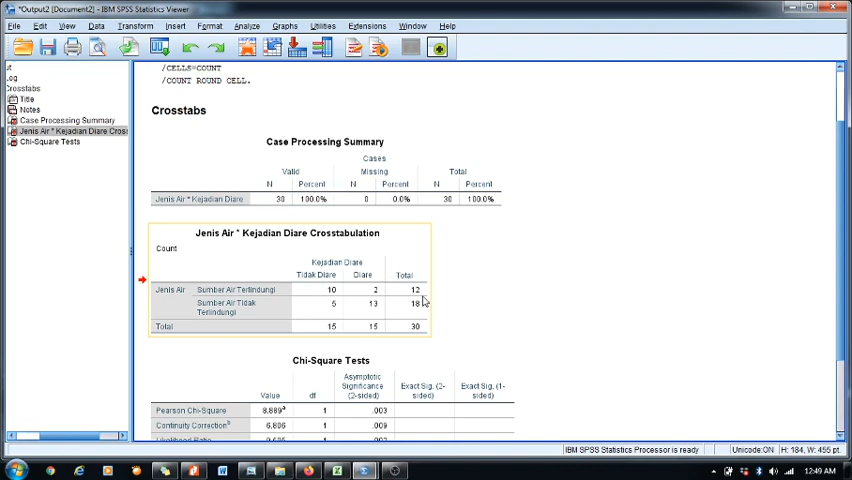 *Output2 [Document2] - IBM SPSS Statistics Viewer
File Edit View Data Transform Insert Format Analyze Graphs Utilities Extensions Window Help
/CELLS=COUNT
/COUNT ROUND CELL.
Log
Crosstabs
Title
Notes
Case Processing Summary
Jenis Air * Kejadian Diare Cross
Chi-Square Tests
Crosstabs
Case Processing Summary
Cases
Valid Missing Total
N Percent N Percent N Percent
Jenis Air * Kejadian Diare 30 100.0% 0 0.0% 30 100.0%
Jenis Air * Kejadian Diare Crosstabulation
Count
Kejadian Diare
Tidak Diare Diare Total
Jenis Air Sumber Air Terlindungi 10 2 12
Sumber Air Tidak Terlindungi 5 13 18
Total 15 15 30
Chi-Square Tests
Value df Asymptotic Significance (2-sided) Exact Sig. (2-sided) Exact Sig. (1-sided)
Pearson Chi-Square 8.889a 1 .003
Continuity Correctionb 6.806 1 .009
IBM SPSS Statistics Processor is ready Unicode:ON H: 184, W: 455 pt.
12:49 AM